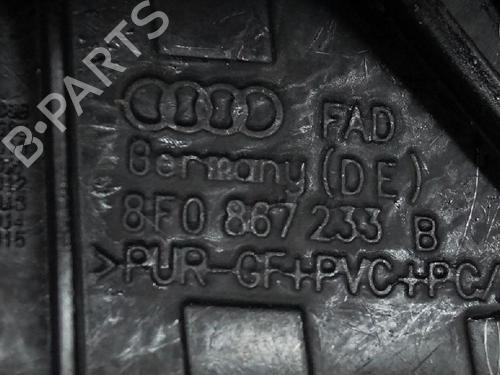 B-PARTS
FAD
Germany (DE)
8F0 867 233 B
>PUR-GF+PVC+PC/